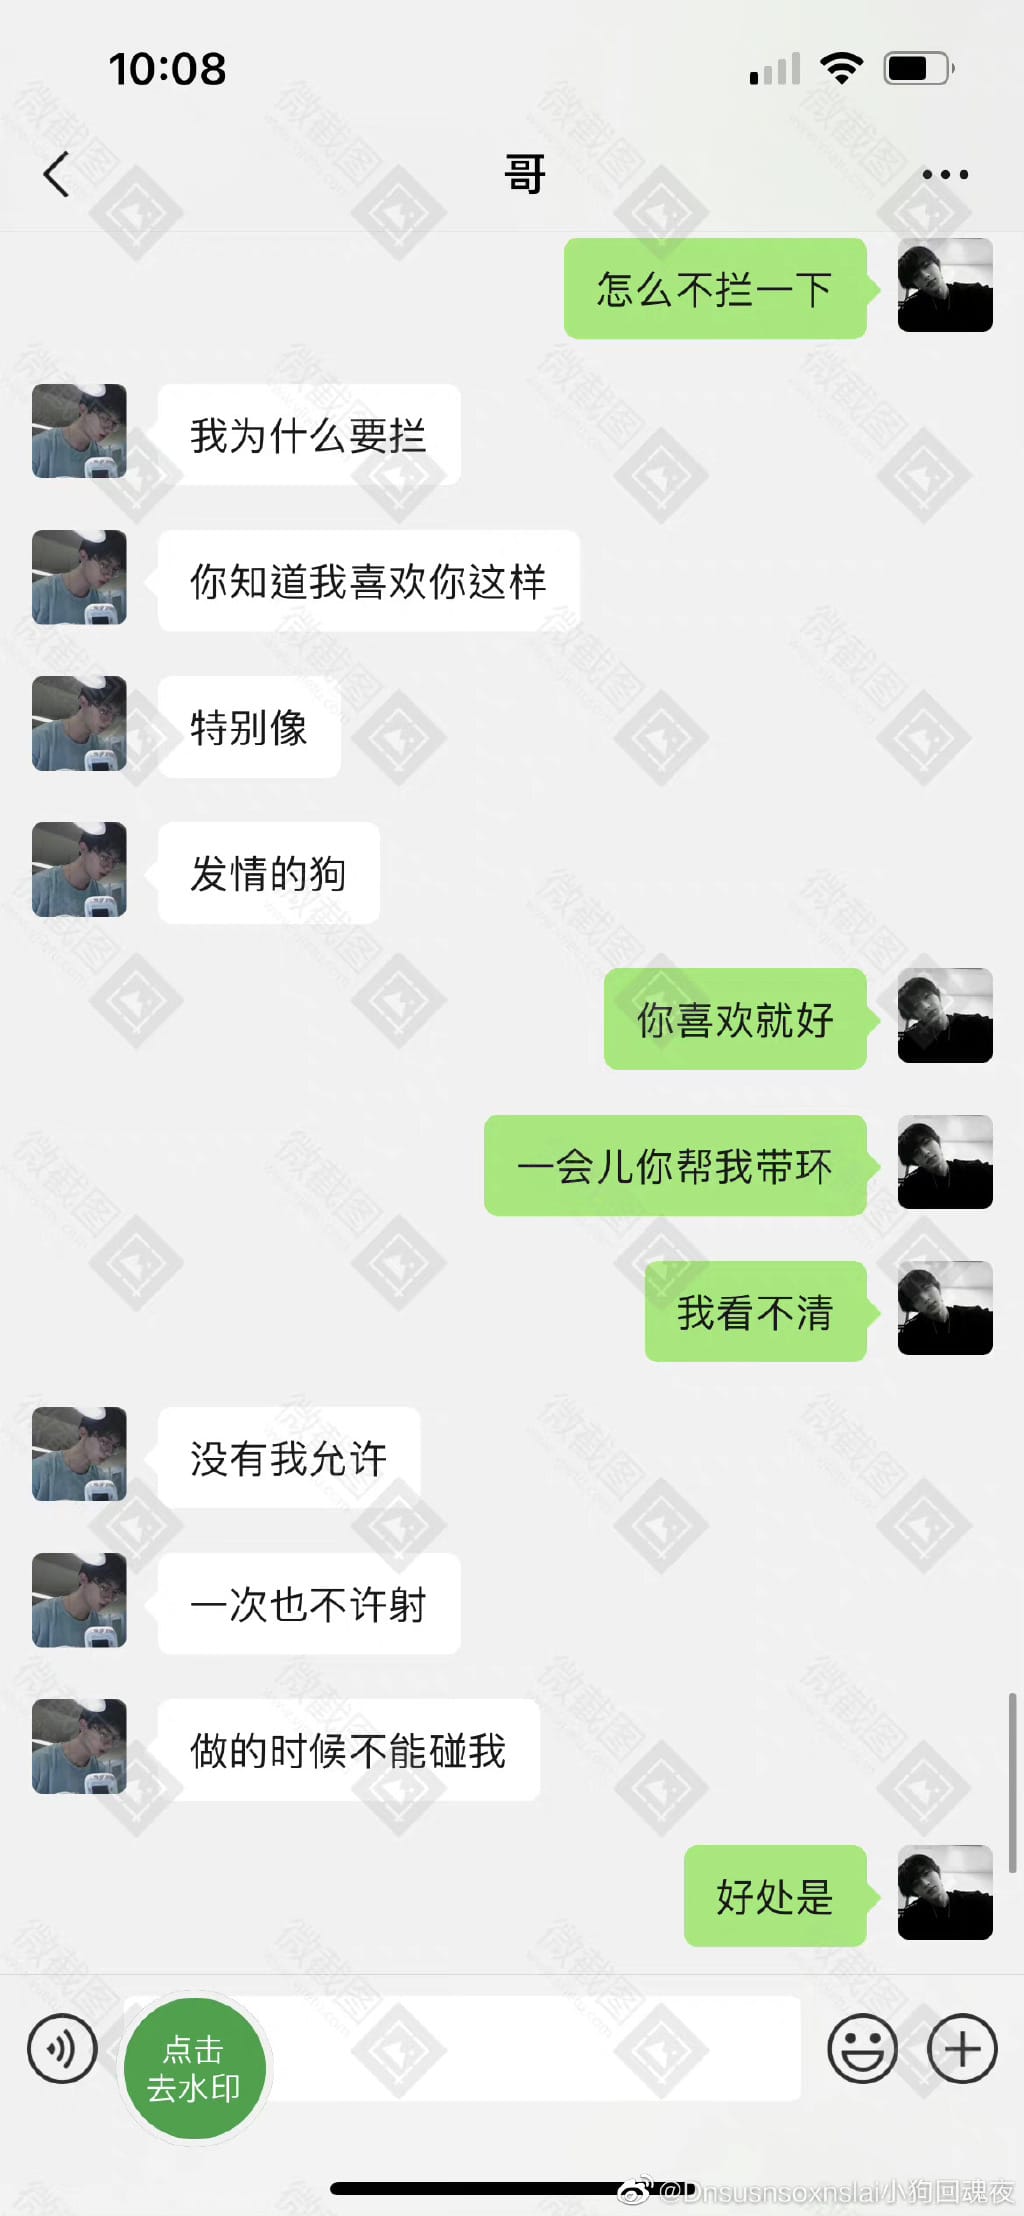 10:08
哥
怎么不拦一下
我为什么要拦
你知道我喜欢你这样
特别像
发情的狗
你喜欢就好
一会儿你帮我带环
我看不清
没有我允许
一次也不许射
做的时候不能碰我
好处是
点击
去水印
@Dnsusnsoxnslai小狗回魂夜
微截图